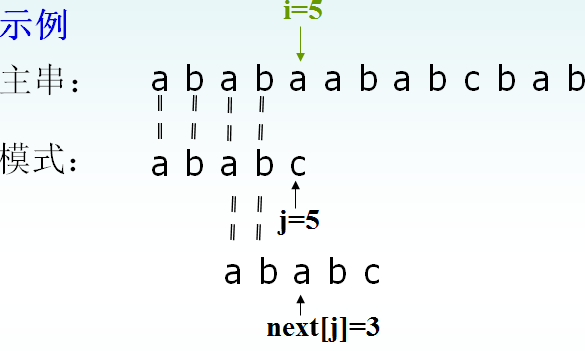 示例
i=5
主串: a b a b a a b a b c b a b
模式: a b a b c
j=5
a b a b c
next[j]=3